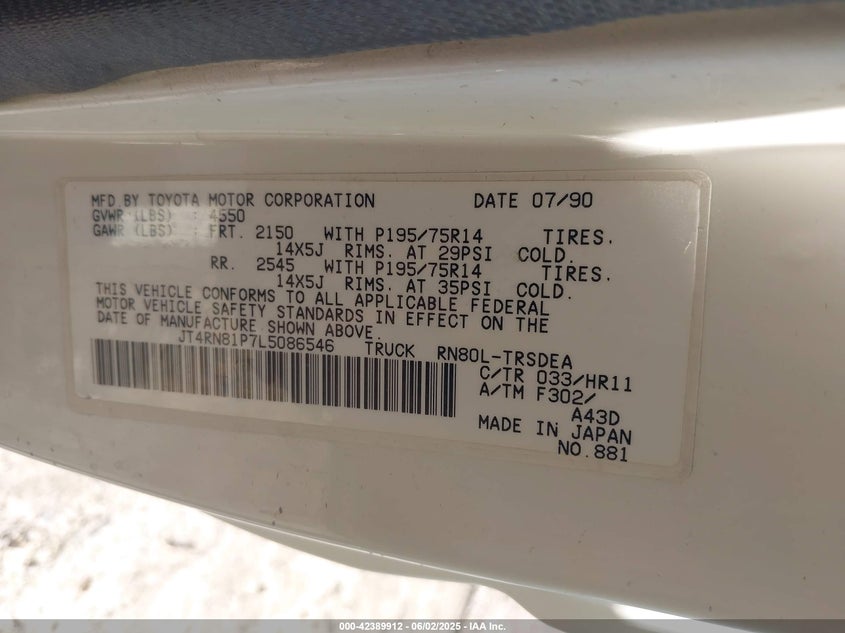 MFD.BY TOYOTA MOTOR CORPORATION DATE 07/90
GVWR (LBS) : 4550
GAWR (LBS) : FRT. 2150 WITH P195/75R14 TIRES.
14X5J RIMS. AT 29PSI COLD.
RR. 2545 WITH P195/75R14 TIRES.
14X5J RIMS. AT 35PSI COLD.
THIS VEHICLE CONFORMS TO ALL APPLICABLE FEDERAL
MOTOR VEHICLE SAFETY STANDARDS IN EFFECT ON THE
DATE OF MANUFACTURE SHOWN ABOVE.
JT4RN81P7L5086546 TRUCK RN80L-TRSDEA
C/TR 033/HR11
A/TM F302/
A43D
MADE IN JAPAN
NO.881
000-42389912 - 06/02/2025 - IAA Inc.